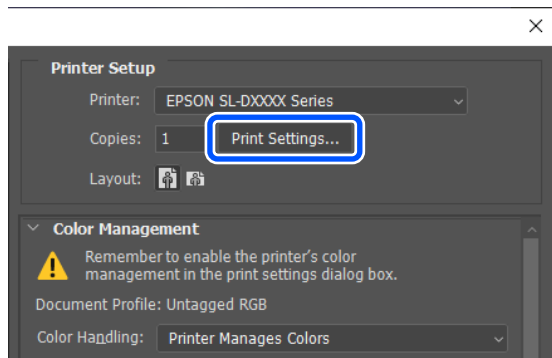 Printer Setup
Printer: EPSON SL-DXXXX Series
Copies: 1 Print Settings...
Layout:
Color Management
Remember to enable the printer's color
management in the print settings dialog box.
Document Profile: Untagged RGB
Color Handling: Printer Manages Colors